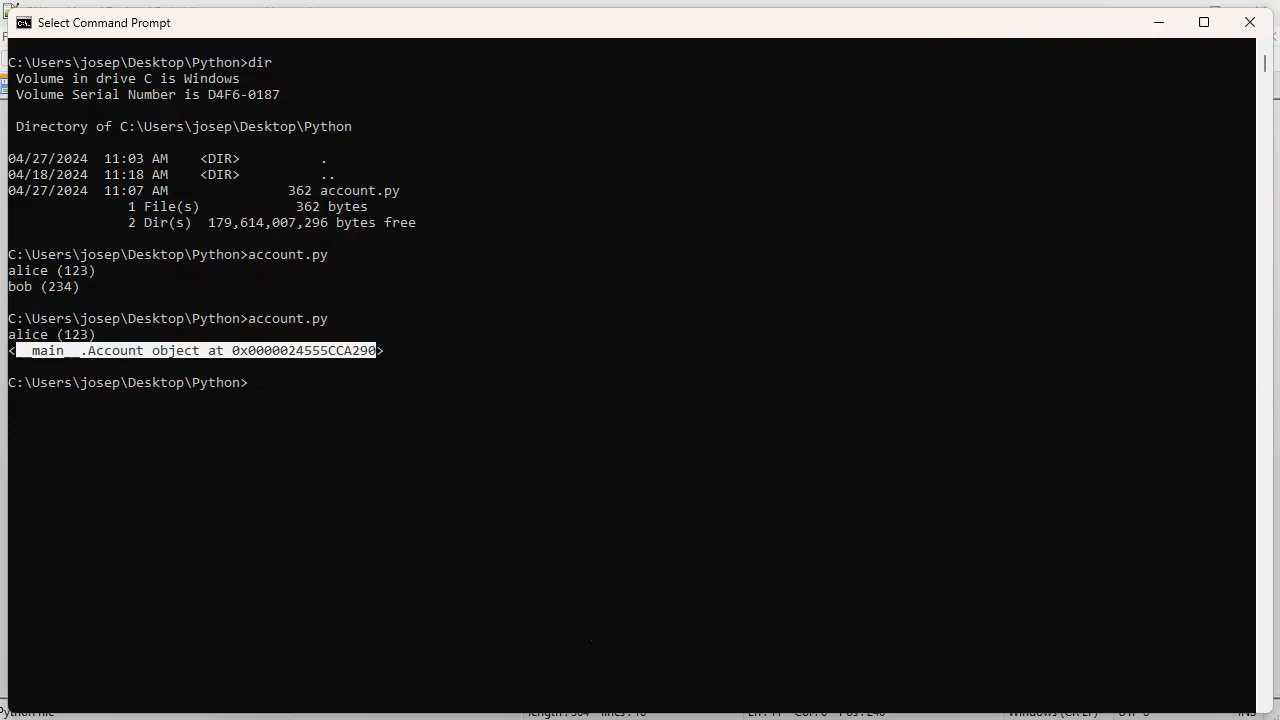 Select Command Prompt
C:\Users\josep\Desktop\Python>dir
Volume in drive C is Windows
Volume Serial Number is D4F6-0187
Directory of C:\Users\josep\Desktop\Python
04/27/2024  11:03 AM    <DIR>          .
04/18/2024  11:18 AM    <DIR>          ..
04/27/2024  11:07 AM               362 account.py
1 File(s)            362 bytes
2 Dir(s)  179,614,007,296 bytes free
C:\Users\josep\Desktop\Python>account.py
alice (123)
bob (234)
C:\Users\josep\Desktop\Python>account.py
alice (123)
<__main__.Account object at 0x0000024555CCA290>
C:\Users\josep\Desktop\Python>